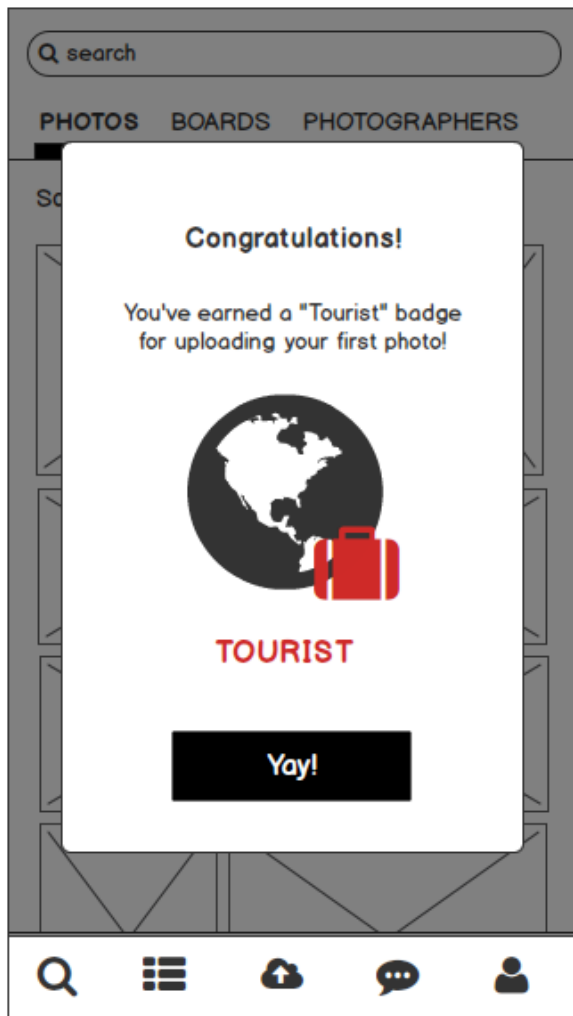 search
PHOTOS BOARDS PHOTOGRAPHERS
Congratulations!
You've earned a "Tourist" badge
for uploading your first photo!
TOURIST
Yay!